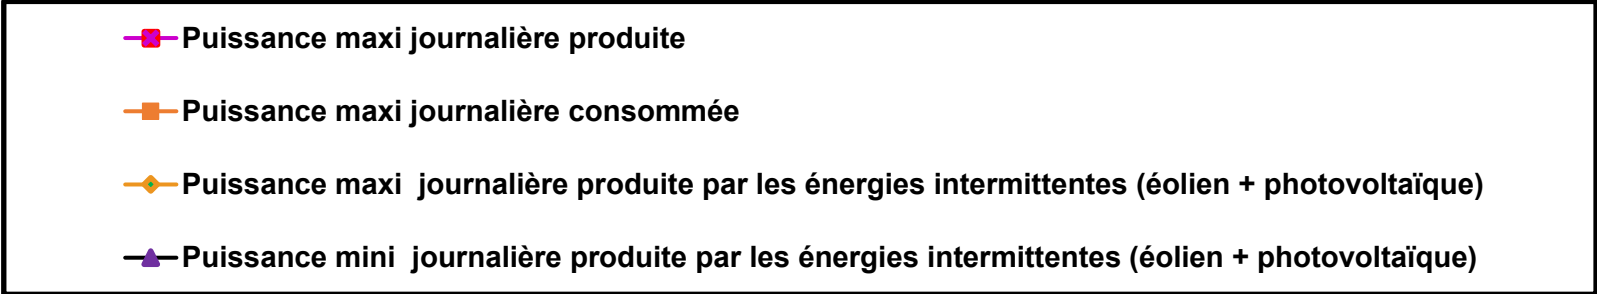 Puissance maxi journalière produite
Puissance maxi journalière consommée
Puissance maxi  journalière produite par les énergies intermittentes (éolien + photovoltaïque)
Puissance mini  journalière produite par les énergies intermittentes (éolien + photovoltaïque)